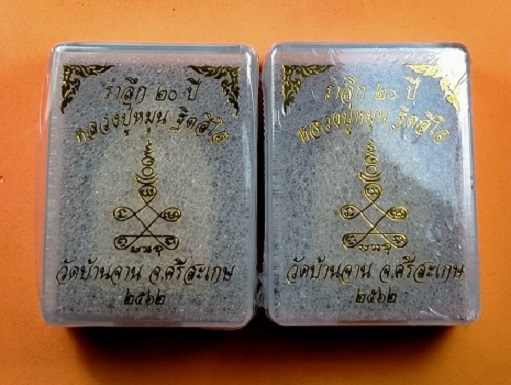 รำลึก ๒๐ ปี
หลวงปู่หมุน ฐิตสีโล
วัดบ้านจาน จ.ศรีสะเกษ
๒๕๖๒
รำลึก ๒๐ ปี
หลวงปู่หมุน ฐิตสีโล
วัดบ้านจาน จ.ศรีสะเกษ
๒๕๖๒